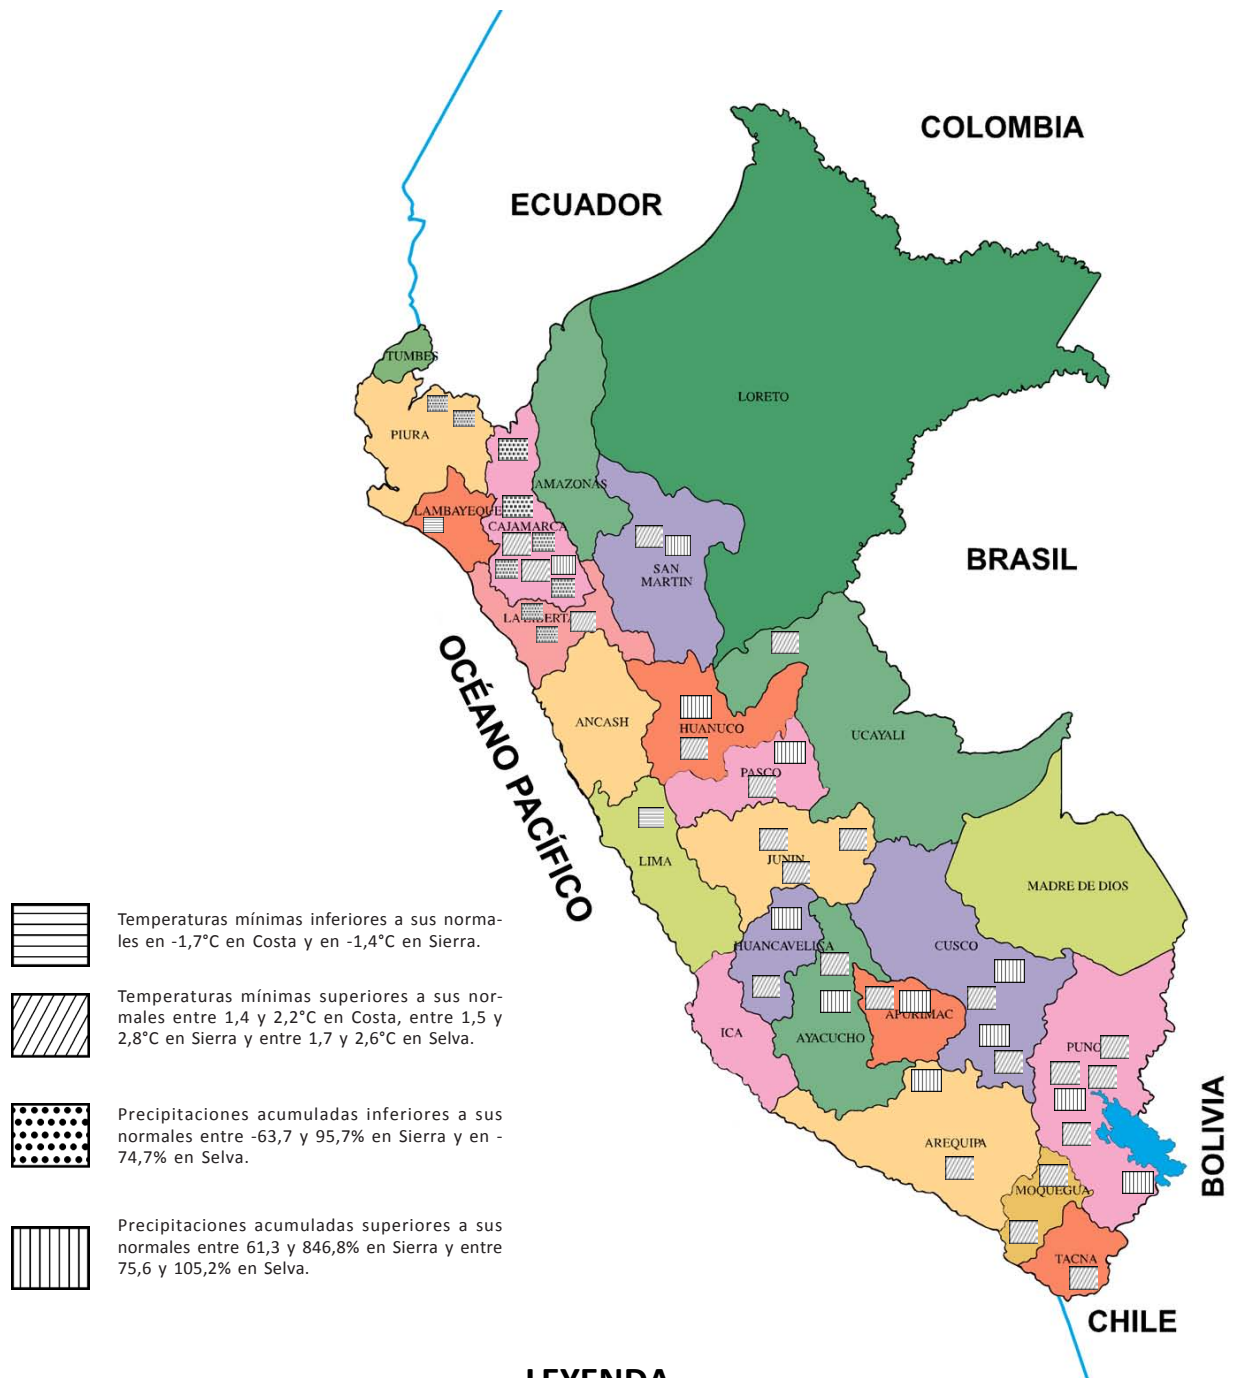 COLOMBIA
ECUADOR
TUMBES
LORETO
PIURA
AMAZONAS
LAMBAYEQUE
CAJAMARCA
BRASIL
SAN
MARTIN
OCÉANO PACÍFICO
ANCASH
HUANUCO
UCAYALI
PASCO
LIMA
JUNIN
MADRE DE DIOS
HUANCAVELICA
CUSCO
ICA
AYACUCHO
APURIMAC
PUNO
AREQUIPA
MOQUEGUA
BOLIVIA
TACNA
CHILE
Temperaturas mínimas inferiores a sus norma-
les en -1,7°C en Costa y en -1,4°C en Sierra.
Temperaturas mínimas superiores a sus nor-
males entre 1,4 y 2,2°C en Costa, entre 1,5 y
2,8°C en Sierra y entre 1,7 y 2,6°C en Selva.
Precipitaciones acumuladas inferiores a sus
normales entre -63,7 y 95,7% en Sierra y en -
74,7% en Selva.
Precipitaciones acumuladas superiores a sus
normales entre 61,3 y 846,8% en Sierra y entre
75,6 y 105,2% en Selva.
LEYENDA